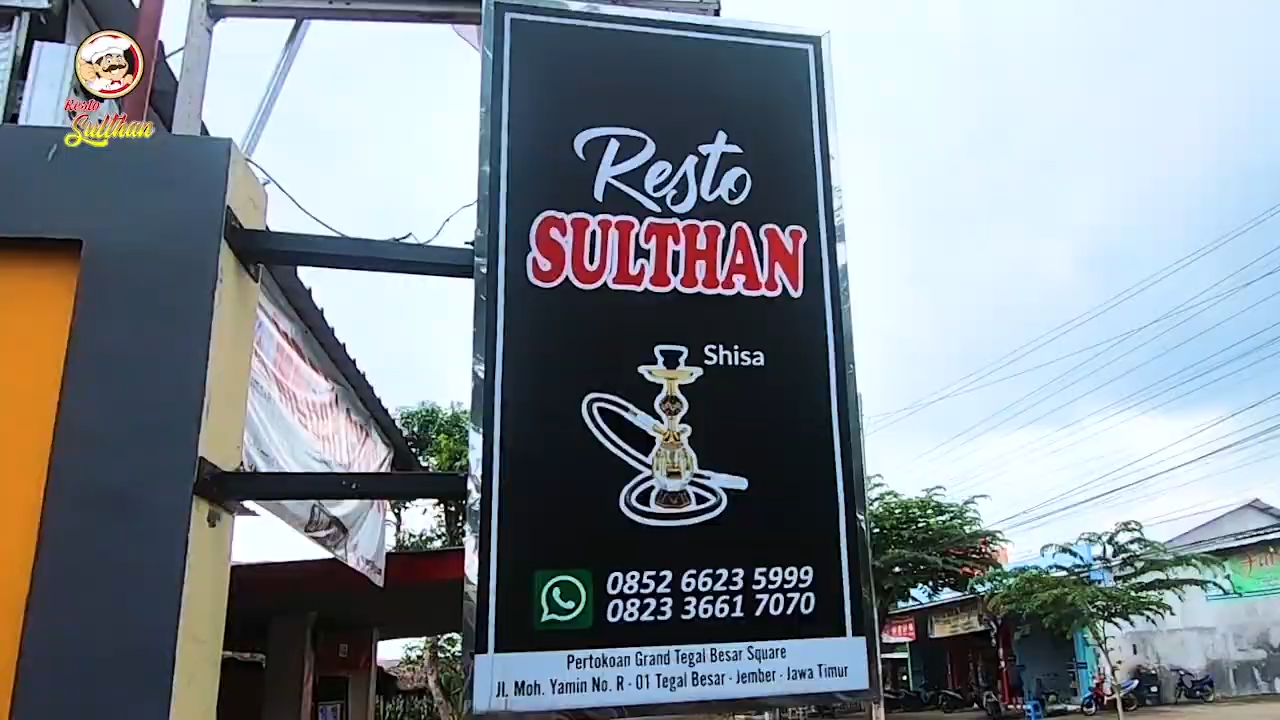 Resto
Sulthan
Resto
SULTHAN
Shisa
0852 6623 5999
0823 3661 7070
Pertokoan Grand Tegal Besar Square
Jl. Moh. Yamin No. R - 01 Tegal Besar - Jember - Jawa Timur